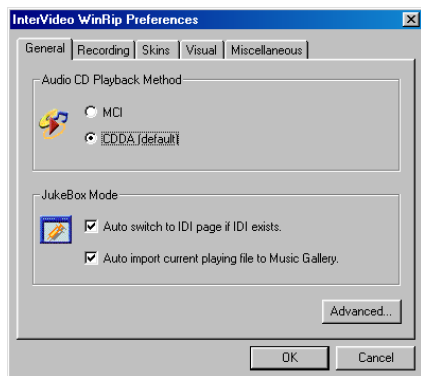 InterVideo WinRip Preferences
General Recording Skins Visual Miscellaneous
Audio CD Playback Method
MCI
CDDA (default)
JukeBox Mode
Auto switch to IDI page if IDI exists.
Auto import current playing file to Music Gallery.
Advanced...
OK Cancel